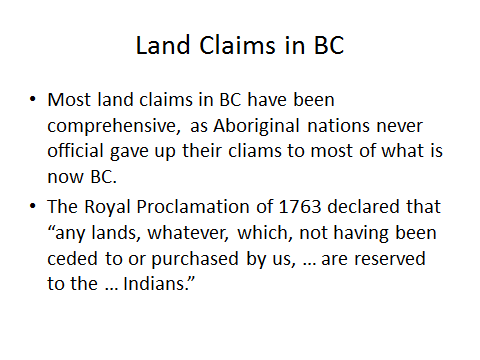 Land Claims in BC
• Most land claims in BC have been
comprehensive, as Aboriginal nations never
official gave up their cliams to most of what is
now BC.
• The Royal Proclamation of 1763 declared that
“any lands, whatever, which, not having been
ceded to or purchased by us, … are reserved
to the … Indians.”